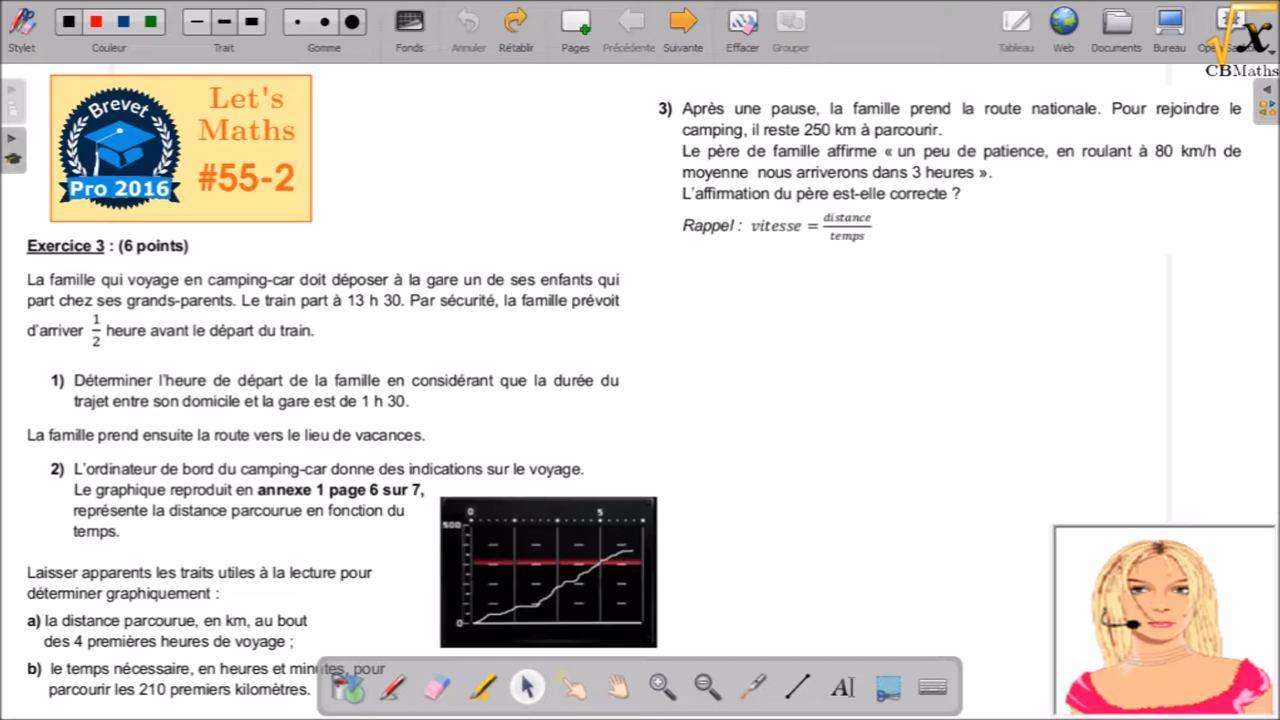 Stylet Couleur Trait Gomme Fonds Annuler Rétablir Pages Précédente Suivante Effacer Grouper Tableau Web Documents Bureau
√x
CBMaths
Brevet
Pro 2016
Let's
Maths
#55-2
Exercice 3 : (6 points)
La famille qui voyage en camping-car doit déposer à la gare un de ses enfants qui
part chez ses grands-parents. Le train part à 13 h 30. Par sécurité, la famille prévoit
d'arriver 1/2 heure avant le départ du train.
1) Déterminer l'heure de départ de la famille en considérant que la durée du
trajet entre son domicile et la gare est de 1 h 30.
La famille prend ensuite la route vers le lieu de vacances.
2) L'ordinateur de bord du camping-car donne des indications sur le voyage.
Le graphique reproduit en annexe 1 page 6 sur 7,
représente la distance parcourue en fonction du
temps.
0 5
500
0
Laisser apparents les traits utiles à la lecture pour
déterminer graphiquement :
a) la distance parcourue, en km, au bout
des 4 premières heures de voyage ;
b) le temps nécessaire, en heures et minutes, pour
parcourir les 210 premiers kilomètres.
3) Après une pause, la famille prend la route nationale. Pour rejoindre le
camping, il reste 250 km à parcourir.
Le père de famille affirme « un peu de patience, en roulant à 80 km/h de
moyenne nous arriverons dans 3 heures ».
L'affirmation du père est-elle correcte ?
Rappel : vitesse = distance/temps
AI